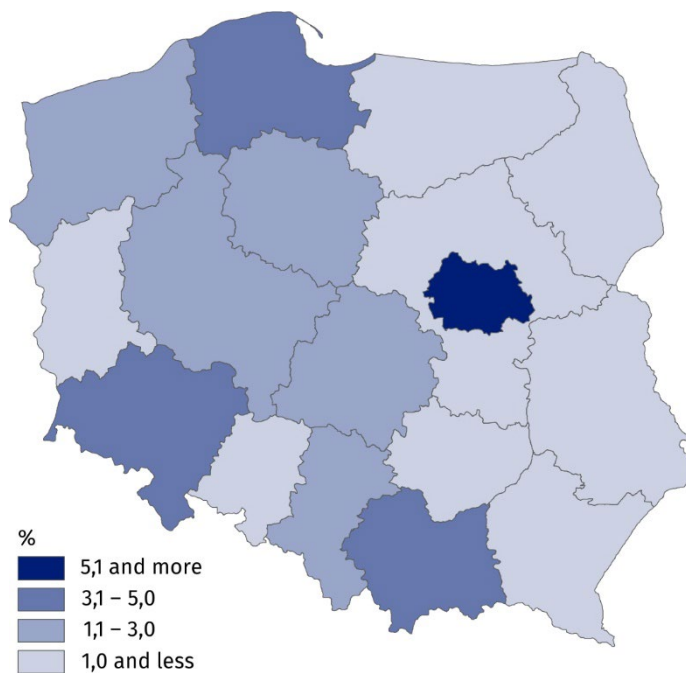 %
5,1 and more
3,1 – 5,0
1,1 – 3,0
1,0 and less